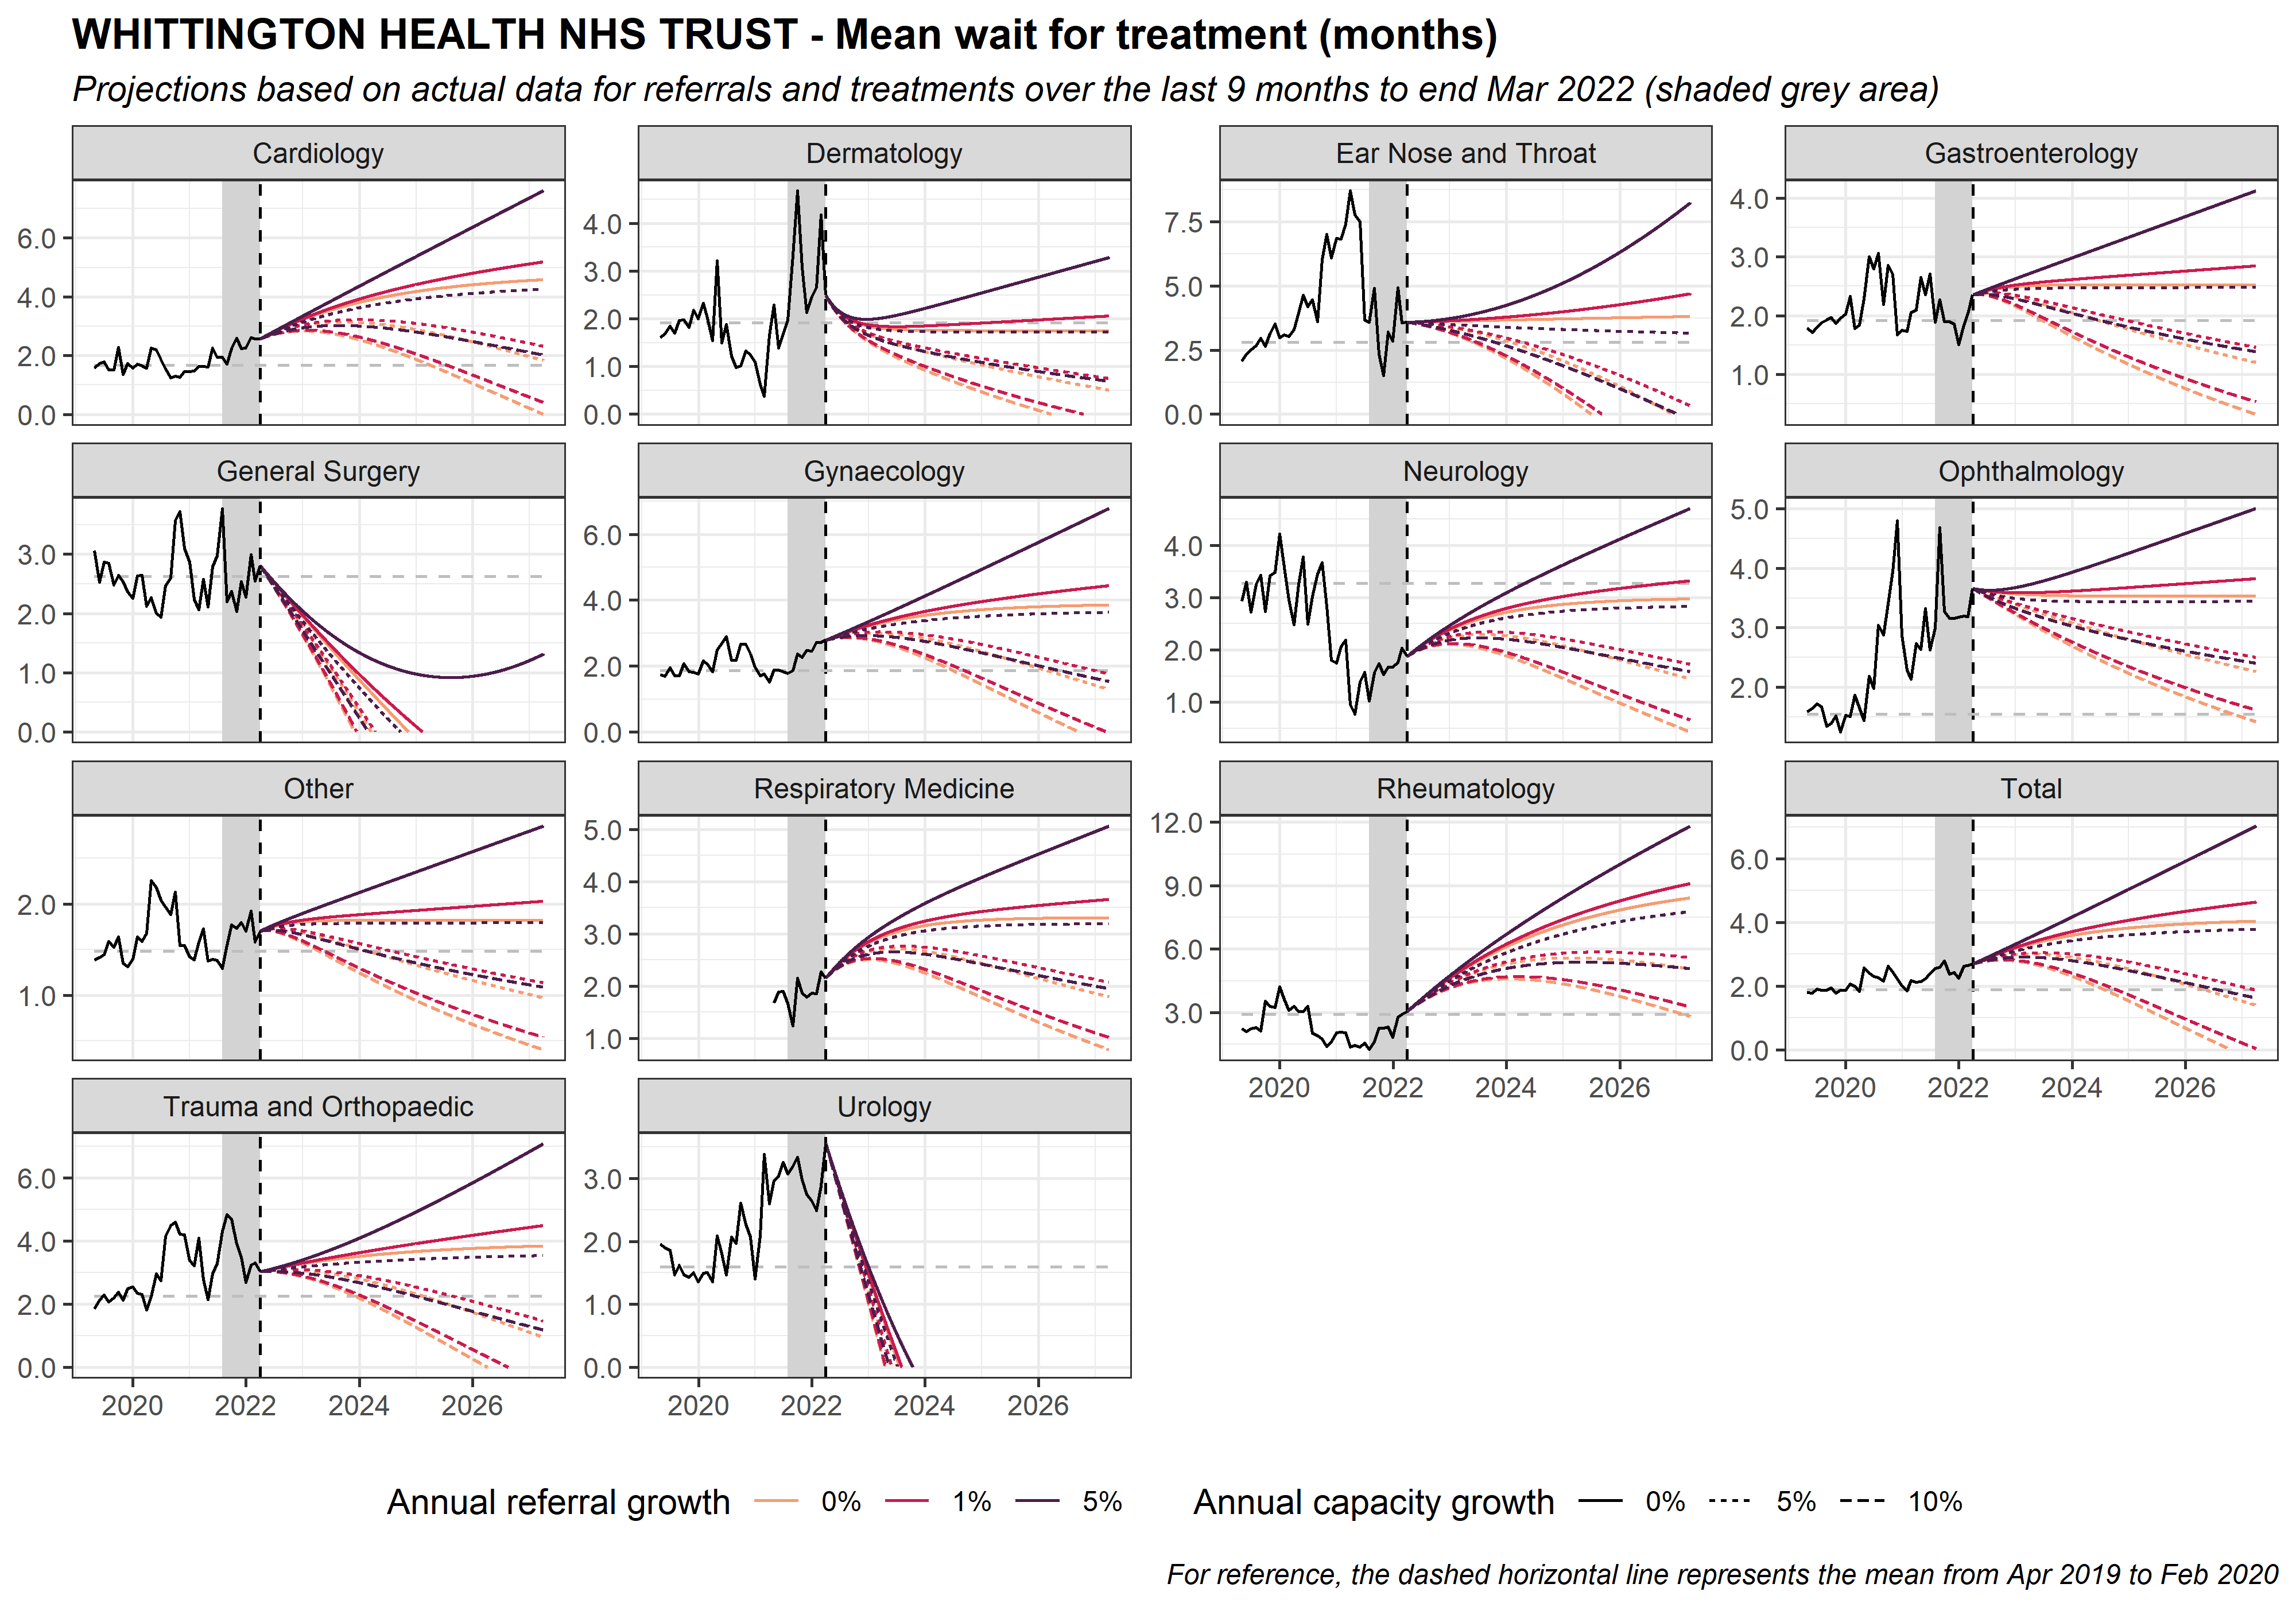 WHITTINGTON HEALTH NHS TRUST - Mean wait for treatment (months)
Projections based on actual data for referrals and treatments over the last 9 months to end Mar 2022 (shaded grey area)
Cardiology
6.0
4.0
2.0
0.0
Dermatology
4.0
3.0
2.0
1.0
0.0
Ear Nose and Throat
7.5
5.0
2.5
0.0
Gastroenterology
4.0
3.0
2.0
1.0
General Surgery
3.0
2.0
1.0
0.0
Gynaecology
6.0
4.0
2.0
0.0
Neurology
4.0
3.0
2.0
1.0
Ophthalmology
5.0
4.0
3.0
2.0
Other
2.0
1.0
Respiratory Medicine
5.0
4.0
3.0
2.0
1.0
Rheumatology
12.0
9.0
6.0
3.0
2020 2022 2024 2026
Total
6.0
4.0
2.0
0.0
2020 2022 2024 2026
Trauma and Orthopaedic
6.0
4.0
2.0
0.0
2020 2022 2024 2026
Urology
3.0
2.0
1.0
0.0
2020 2022 2024 2026
Annual referral growth 0% 1% 5%
Annual capacity growth 0% 5% 10%
For reference, the dashed horizontal line represents the mean from Apr 2019 to Feb 2020